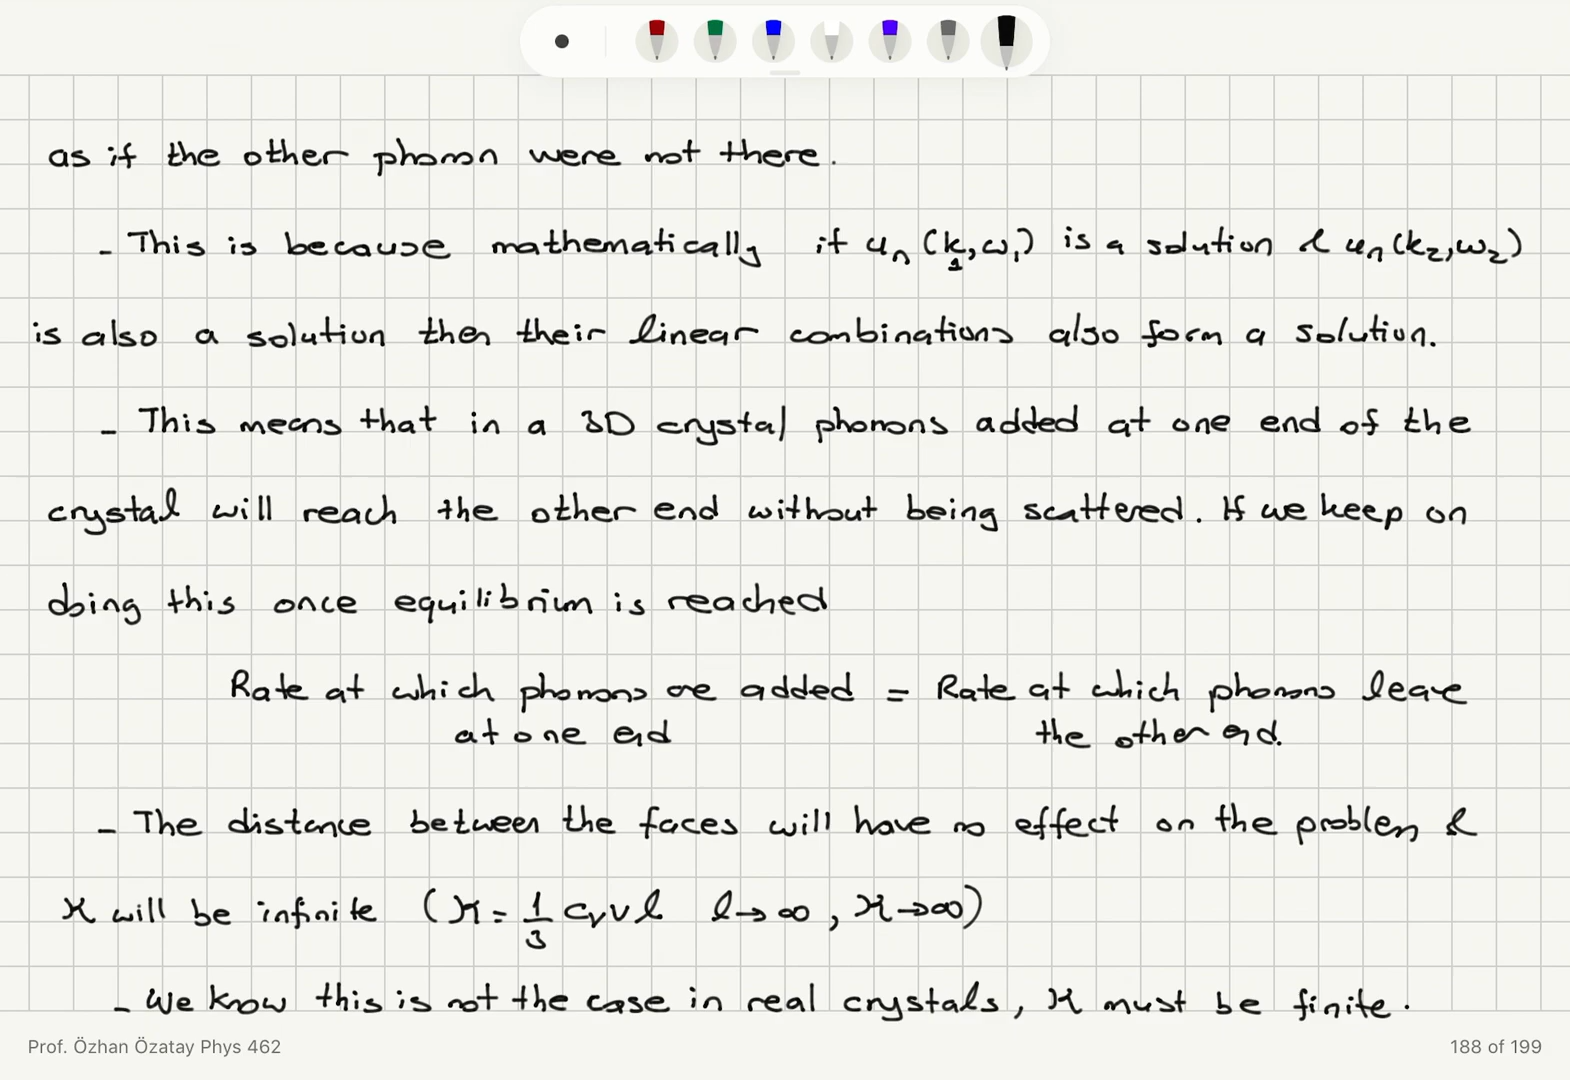 as if the other phonon were not there.
- This is because mathematically if uₙ(k₁,ω₁) is a solution & uₙ(k₂,ω₂)
is also a solution then their linear combinations also form a solution.
- This means that in a 3D crystal phonons added at one end of the
crystal will reach the other end without being scattered. If we keep on
doing this once equilibrium is reached
Rate at which phonons are added = Rate at which phonons leave
at one end the other end.
- The distance between the faces will have no effect on the problem &
ϰ will be infinite (ϰ = 1/3 cᵥvl l→∞, ϰ→∞)
- We know this is not the case in real crystals, ϰ must be finite.
Prof. Özhan Özatay Phys 462 188 of 199